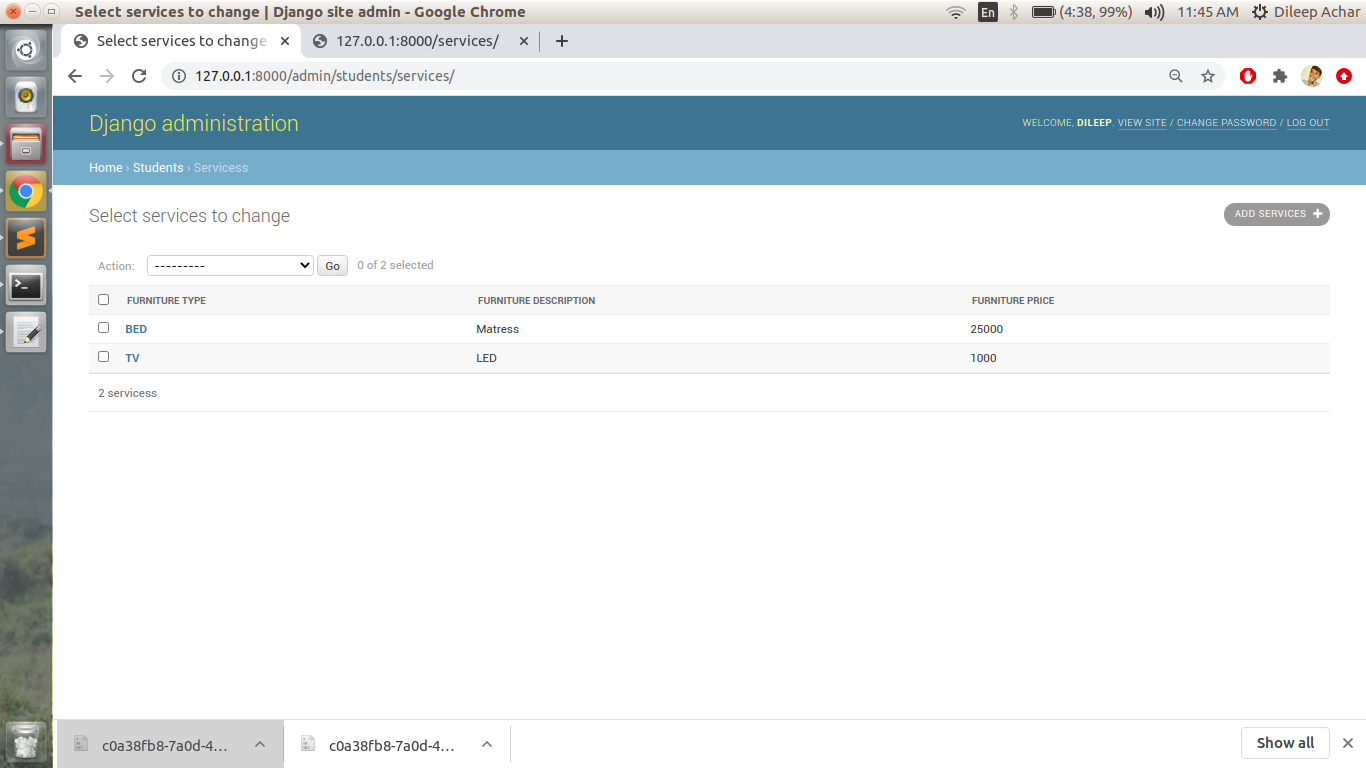 Select services to change | Django site admin - Google Chrome
En
(4:38, 99%)
11:45 AM
Dileep Achar
Select services to change
127.0.0.1:8000/services/
127.0.0.1:8000/admin/students/services/
Django administration
WELCOME, DILEEP. VIEW SITE / CHANGE PASSWORD / LOG OUT
Home › Students › Servicess
Select services to change
ADD SERVICES
Action: --------- Go 0 of 2 selected
FURNITURE TYPE FURNITURE DESCRIPTION FURNITURE PRICE
BED Matress 25000
TV LED 1000
2 servicess
c0a38fb8-7a0d-4... c0a38fb8-7a0d-4... Show all